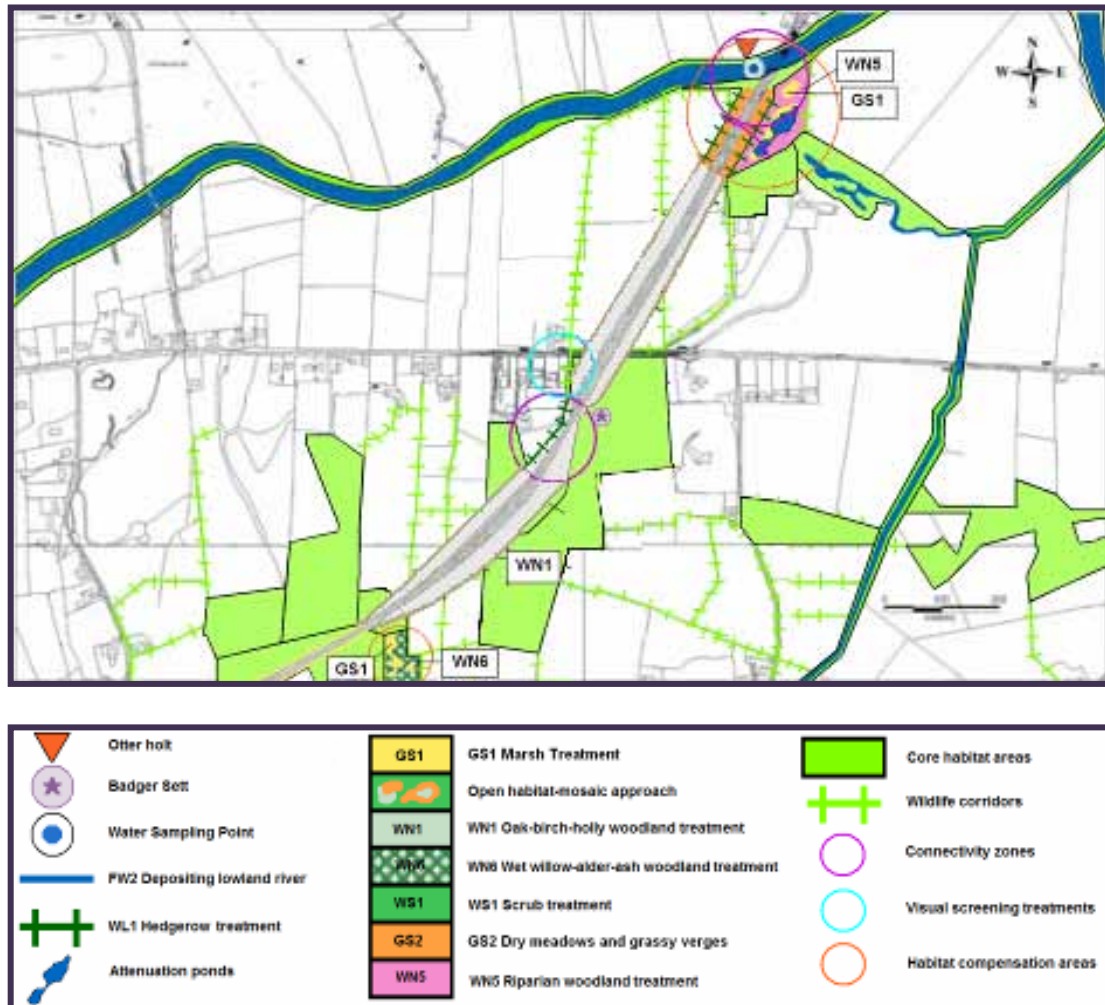 N
W E
S
WN5
GS1
WN1
GS1
WN6
0
Otter holt
Badger Sett
Water Sampling Point
FW2 Depositing lowland river
WL1 Hedgerow treatment
Attenuation ponds
GS1 GS1 Marsh Treatment
Open habitat-mosaic approach
WN1 WN1 Oak-birch-holly woodland treatment
WN6 WN6 Wet willow-alder-ash woodland treatment
WS1 WS1 Scrub treatment
GS2 GS2 Dry meadows and grassy verges
WN5 WN5 Riparian woodland treatment
Core habitat areas
Wildlife corridors
Connectivity zones
Visual screening treatments
Habitat compensation areas